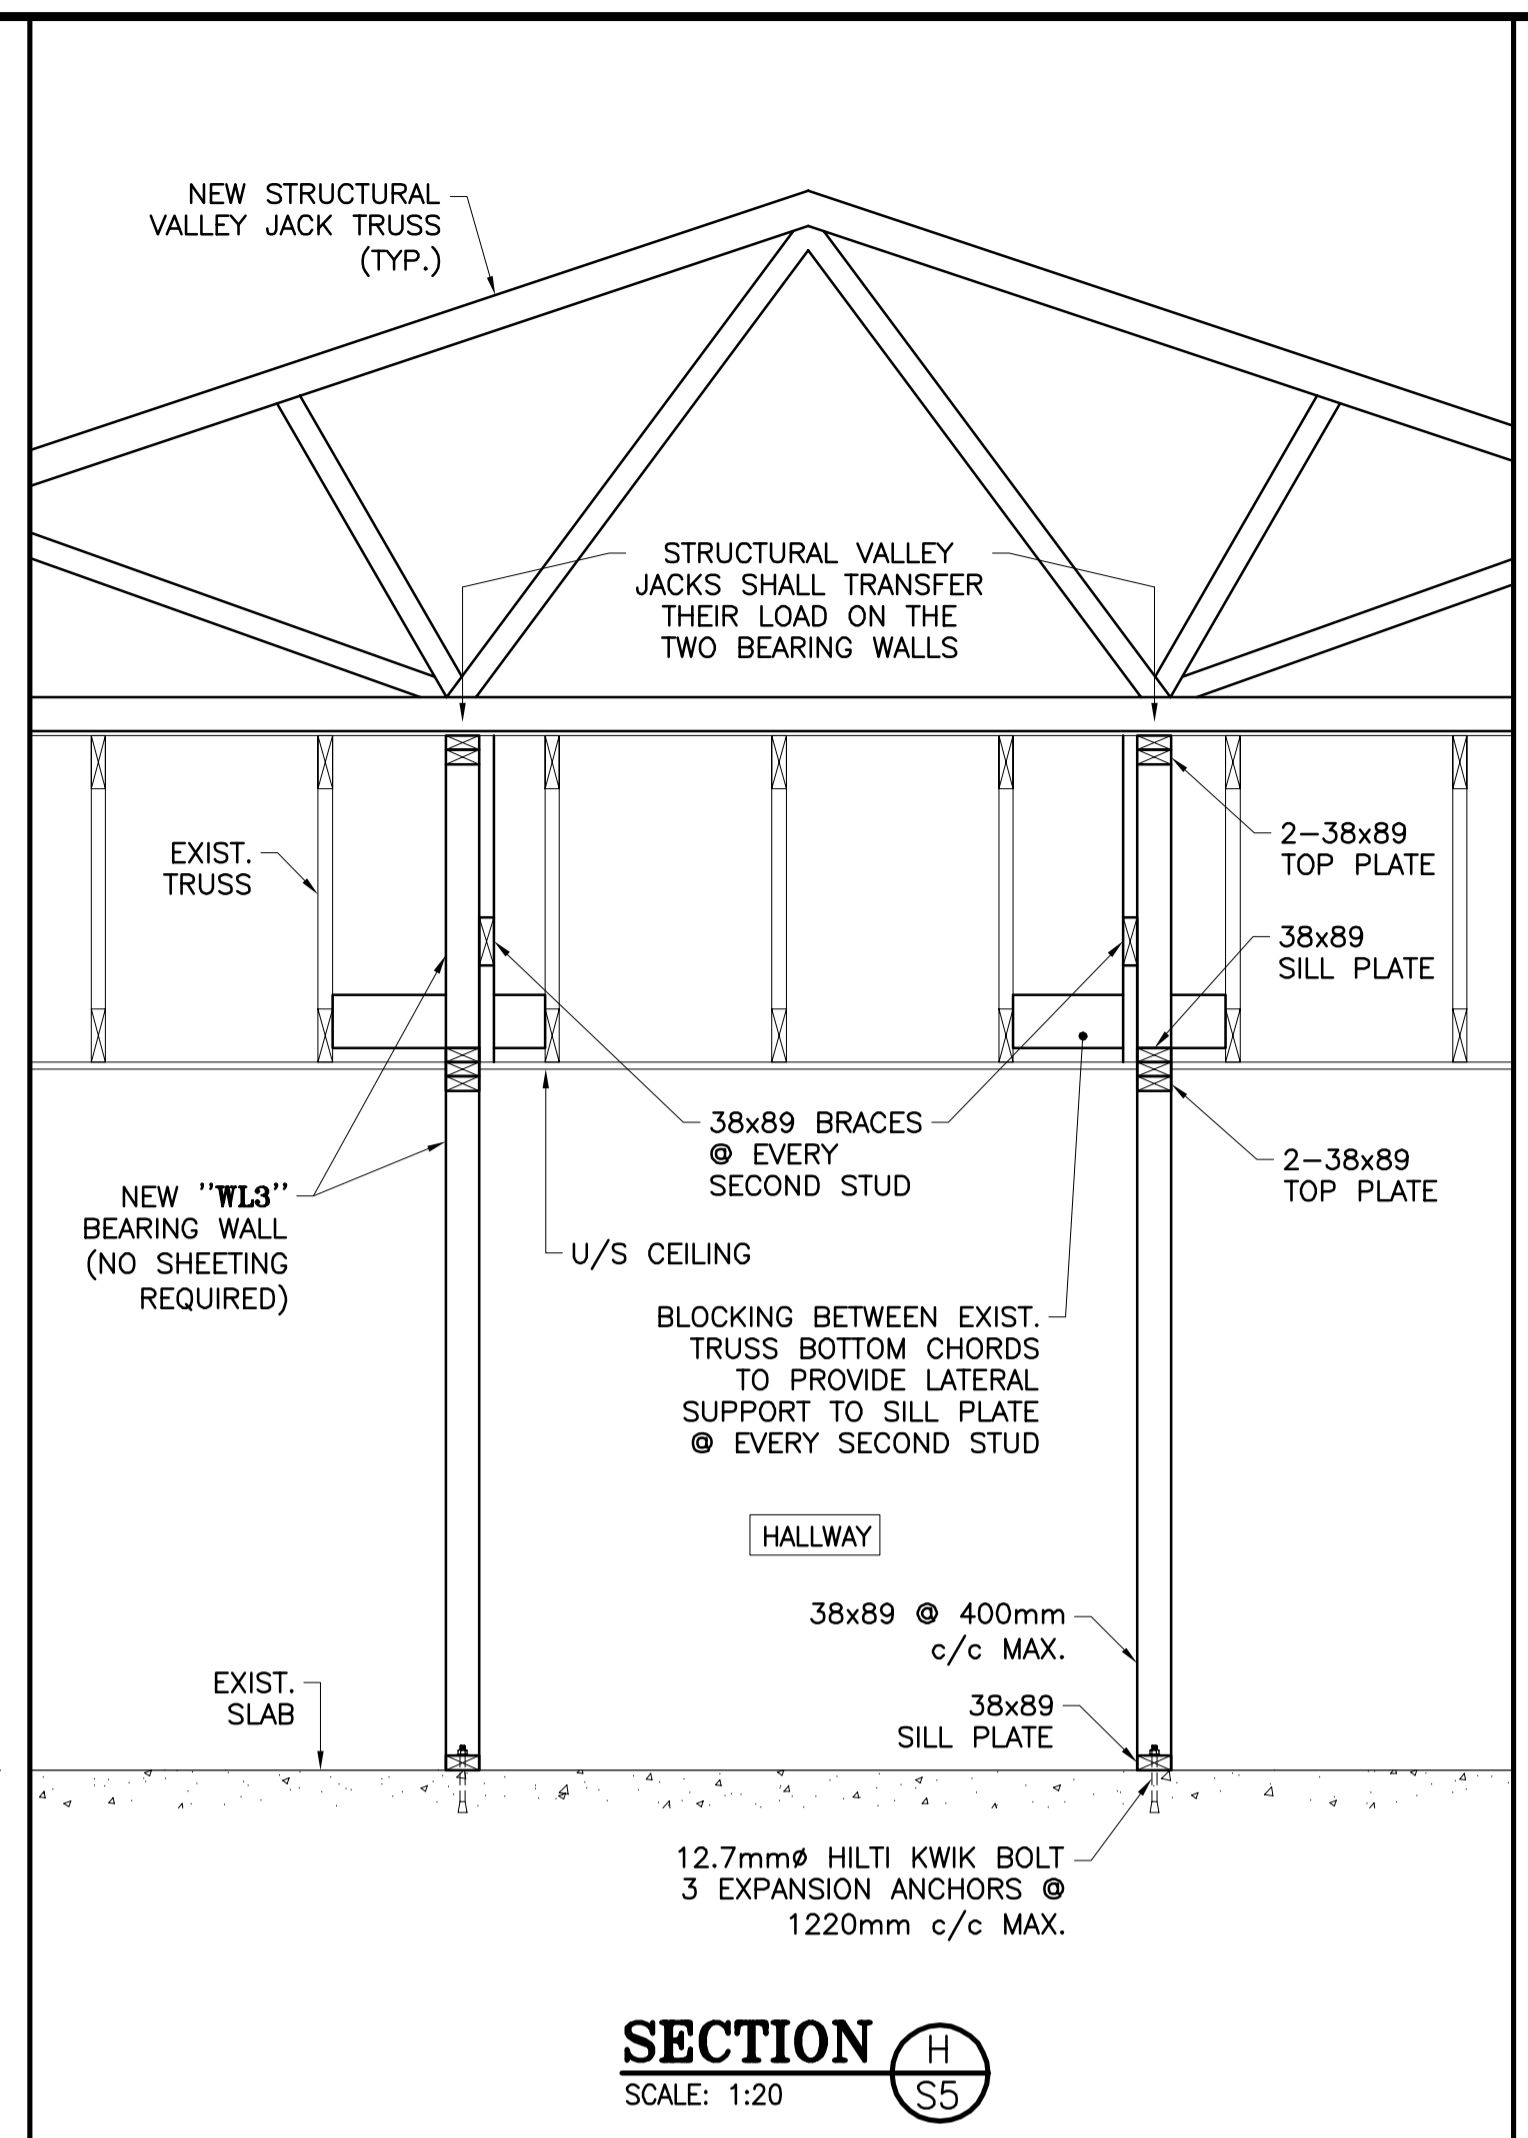 NEW STRUCTURAL
VALLEY JACK TRUSS
(TYP.)
STRUCTURAL VALLEY
JACKS SHALL TRANSFER
THEIR LOAD ON THE
TWO BEARING WALLS
EXIST.
TRUSS
2-38x89
TOP PLATE
38x89
SILL PLATE
38x89 BRACES
@ EVERY
SECOND STUD
2-38x89
TOP PLATE
NEW "WL3"
BEARING WALL
(NO SHEETING
REQUIRED)
U/S CEILING
BLOCKING BETWEEN EXIST.
TRUSS BOTTOM CHORDS
TO PROVIDE LATERAL
SUPPORT TO SILL PLATE
@ EVERY SECOND STUD
HALLWAY
38x89 @ 400mm
c/c MAX.
EXIST.
SLAB
38x89
SILL PLATE
12.7mmø HILTI KWIK BOLT
3 EXPANSION ANCHORS @
1220mm c/c MAX.
SECTION
H
S5
SCALE: 1:20